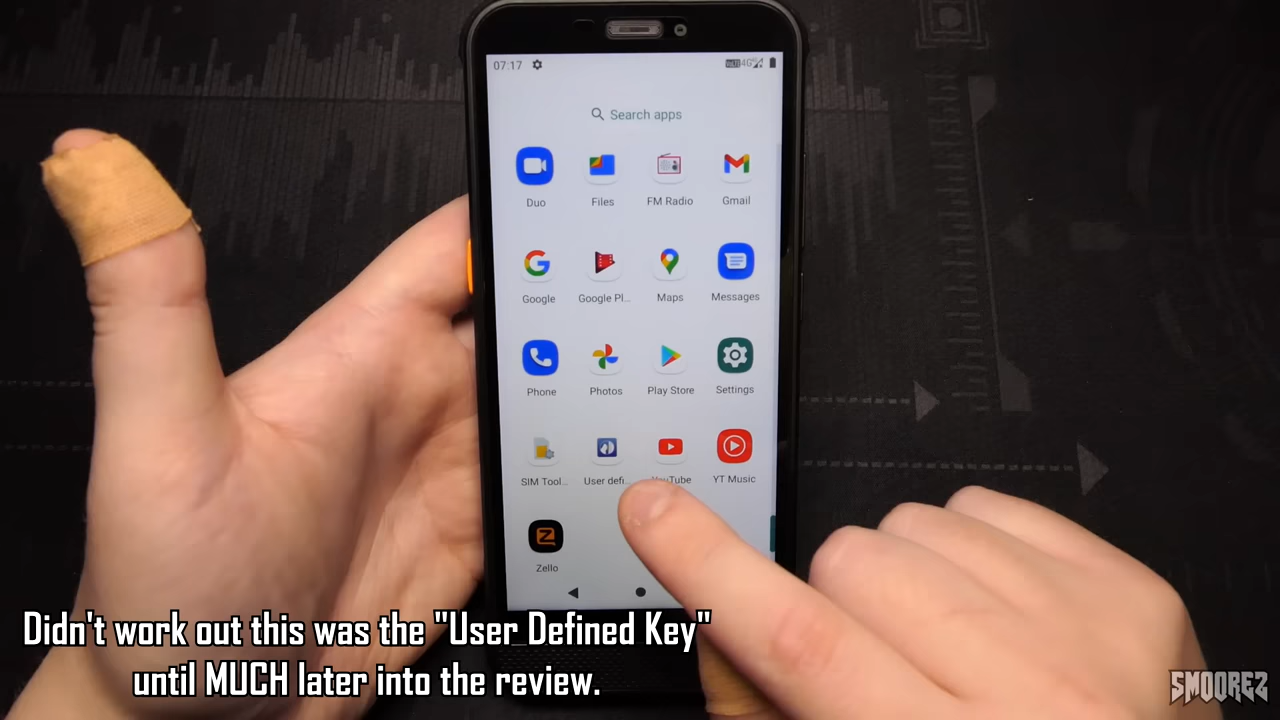 07:17
4G
Search apps
Duo
Files
FM Radio
Gmail
Google
Google Pl...
Maps
Messages
Phone
Photos
Play Store
Settings
SIM Tool...
User defi...
YouTube
YT Music
Zello
Didn't work out this was the "User Defined Key"
until MUCH later into the review.
SMOOREZ